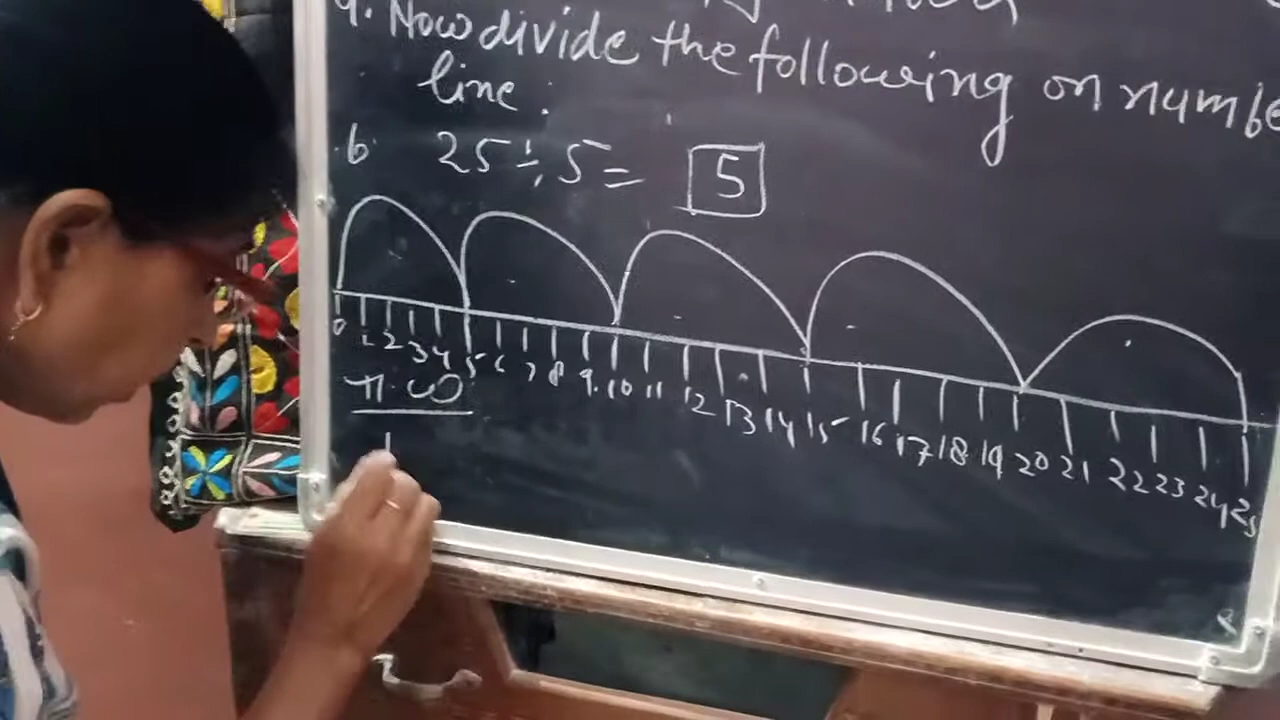 9. Now divide the following on numbe
line :
b 25 ÷ 5 = 5
0 1 2 3 4 5 6 7 8 9 10 11 12 13 14 15 16 17 18 19 20 21 22 23 24 25
1